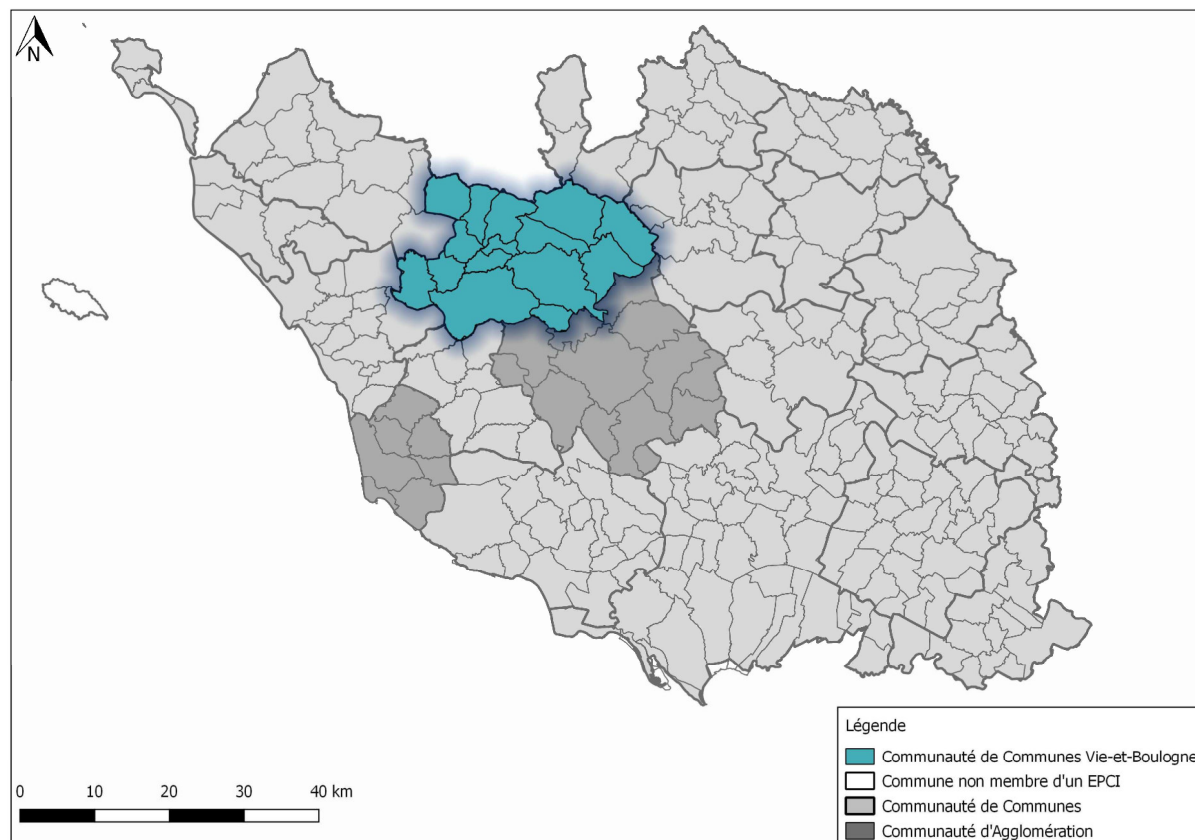 N
Légende
Communauté de Communes Vie-et-Boulogne
Commune non membre d'un EPCI
Communauté de Communes
Communauté d'Agglomération
0 10 20 30 40 km